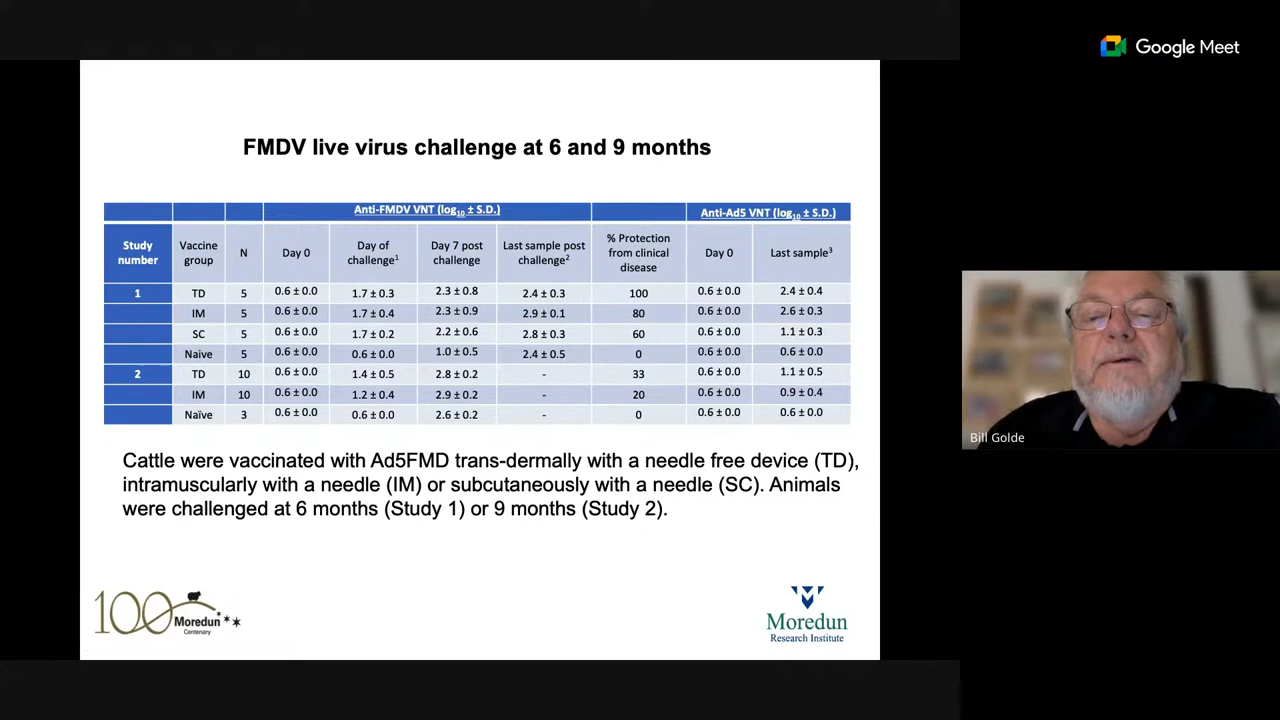 Google Meet
FMDV live virus challenge at 6 and 9 months
Anti-FMDV VNT (log10 ± S.D.) Anti-Ad5 VNT (log10 ± S.D.)
Study number Vaccine group N Day 0 Day of challenge1 Day 7 post challenge Last sample post challenge2 % Protection from clinical disease Day 0 Last sample3
1 TD 5 0.6 ± 0.0 1.7 ± 0.3 2.3 ± 0.8 2.4 ± 0.3 100 0.6 ± 0.0 2.4 ± 0.4
IM 5 0.6 ± 0.0 1.7 ± 0.4 2.3 ± 0.9 2.9 ± 0.1 80 0.6 ± 0.0 2.6 ± 0.3
SC 5 0.6 ± 0.0 1.7 ± 0.2 2.2 ± 0.6 2.8 ± 0.3 60 0.6 ± 0.0 1.1 ± 0.3
Naive 5 0.6 ± 0.0 0.6 ± 0.0 1.0 ± 0.5 2.4 ± 0.5 0 0.6 ± 0.0 0.6 ± 0.0
2 TD 10 0.6 ± 0.0 1.4 ± 0.5 2.8 ± 0.2 - 33 0.6 ± 0.0 1.1 ± 0.5
IM 10 0.6 ± 0.0 1.2 ± 0.4 2.9 ± 0.2 - 20 0.6 ± 0.0 0.9 ± 0.4
Naïve 3 0.6 ± 0.0 0.6 ± 0.0 2.6 ± 0.2 - 0 0.6 ± 0.0 0.6 ± 0.0
Cattle were vaccinated with Ad5FMD trans-dermally with a needle free device (TD),
intramuscularly with a needle (IM) or subcutaneously with a needle (SC). Animals
were challenged at 6 months (Study 1) or 9 months (Study 2).
Bill Golde
100 Moredun
Centenary
Moredun
Research Institute